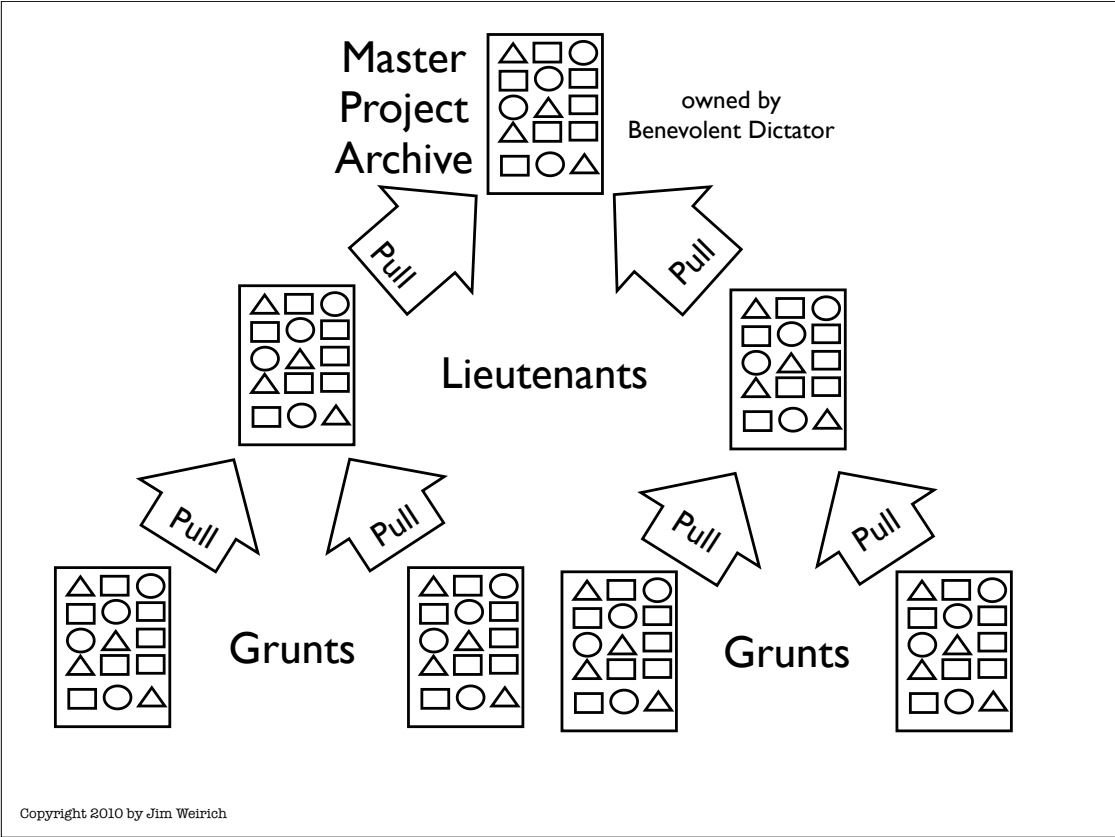 Master
Project
Archive
owned by
Benevolent Dictator
Pull
Pull
Lieutenants
Pull
Pull
Pull
Pull
Grunts
Grunts
Copyright 2010 by Jim Weirich